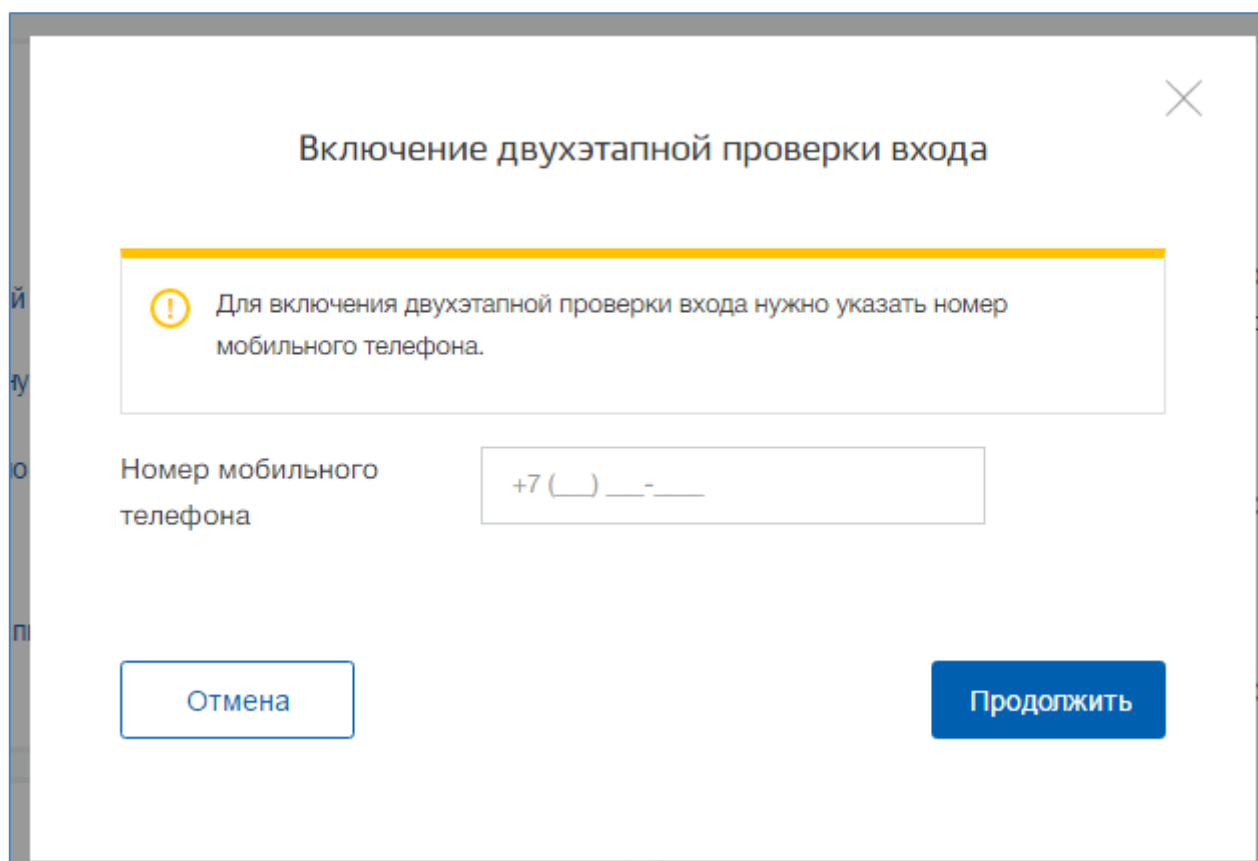 Включение двухэтапной проверки входа
Для включения двухэтапной проверки входа нужно указать номер
мобильного телефона.
Номер мобильного
телефона
+7 (___) ___-____
Отмена
Продолжить